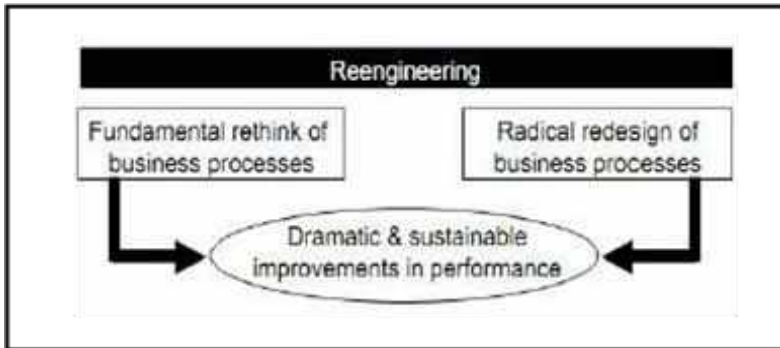 Reengineering
Fundamental rethink of
business processes
Radical redesign of
business processes
Dramatic & sustainable
improvements in performance